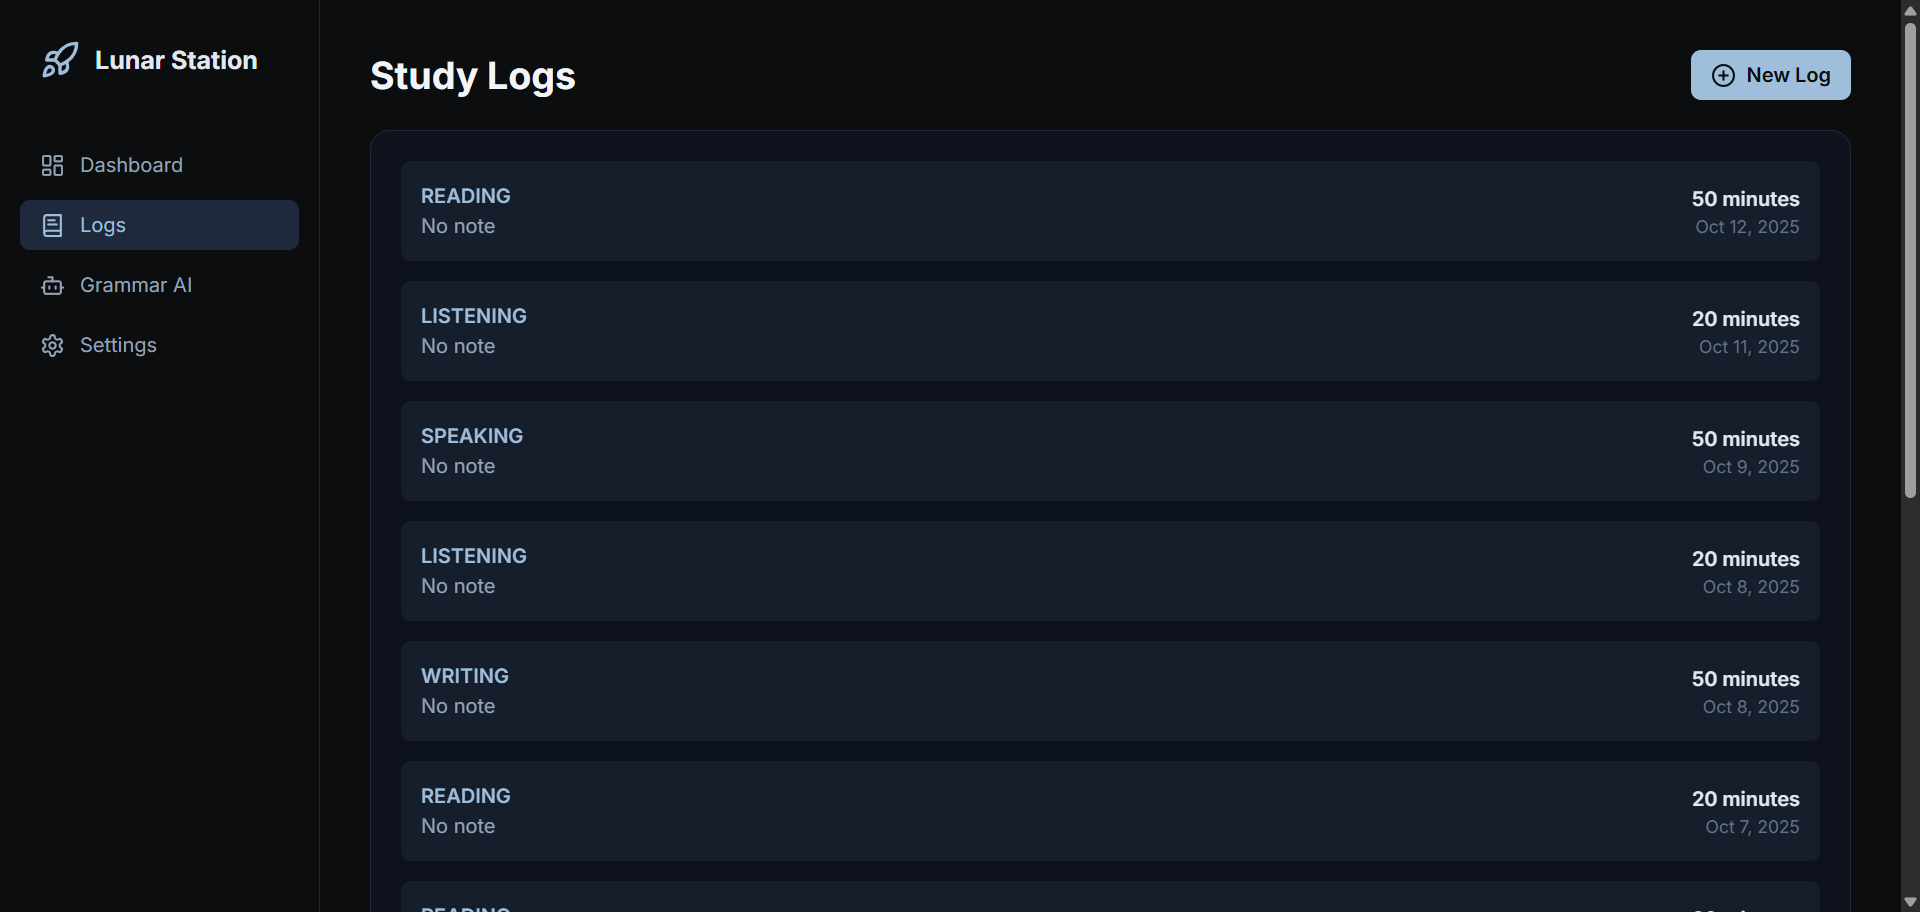 Lunar Station
Dashboard
Logs
Grammar AI
Settings
Study Logs
New Log
READING
No note
50 minutes
Oct 12, 2025
LISTENING
No note
20 minutes
Oct 11, 2025
SPEAKING
No note
50 minutes
Oct 9, 2025
LISTENING
No note
20 minutes
Oct 8, 2025
WRITING
No note
50 minutes
Oct 8, 2025
READING
No note
20 minutes
Oct 7, 2025
READING